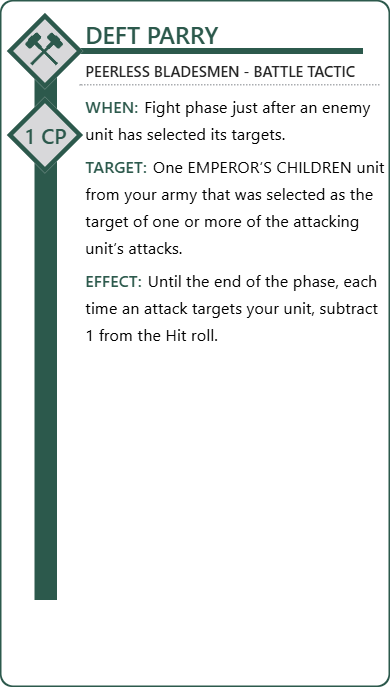 DEFT PARRY
PEERLESS BLADESMEN - BATTLE TACTIC
1 CP
WHEN: Fight phase just after an enemy
unit has selected its targets.
TARGET: One EMPEROR’S CHILDREN unit
from your army that was selected as the
target of one or more of the attacking
unit’s attacks.
EFFECT: Until the end of the phase, each
time an attack targets your unit, subtract
1 from the Hit roll.